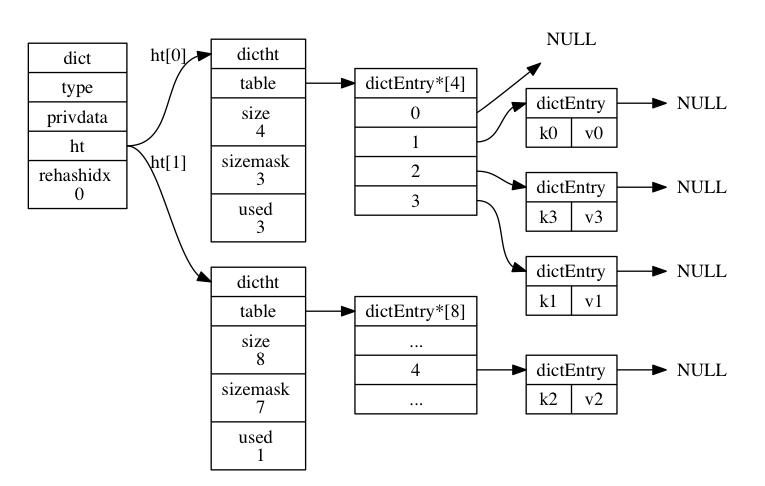 dict
type
privdata
ht
rehashidx
0
ht[0]
ht[1]
dictht
table
size
4
sizemask
3
used
3
dictht
table
size
8
sizemask
7
used
1
dictEntry*[4]
0
1
2
3
dictEntry*[8]
...
4
...
NULL
dictEntry
k0 v0
NULL
dictEntry
k3 v3
NULL
dictEntry
k1 v1
NULL
dictEntry
k2 v2
NULL